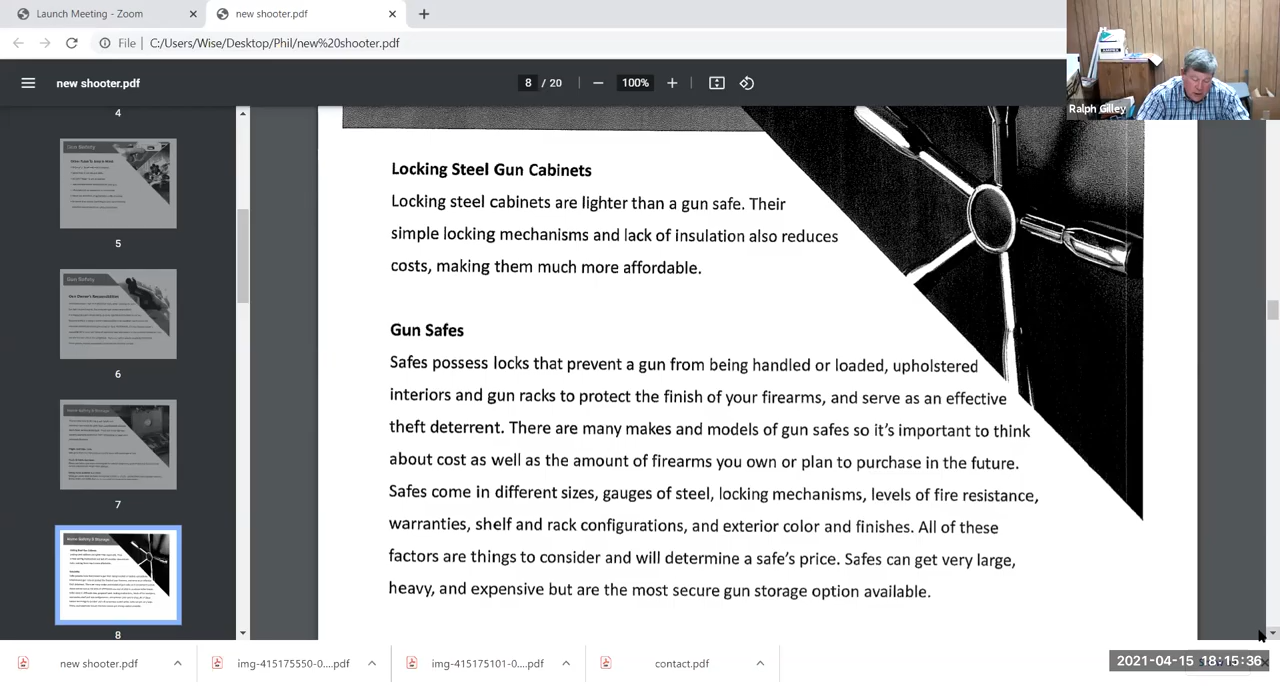 Launch Meeting - Zoom
new shooter.pdf
File
C:/Users/Wise/Desktop/Phil/new%20shooter.pdf
new shooter.pdf
8 / 20
100%
Ralph Gilley
4
5
6
7
8
Locking Steel Gun Cabinets
Locking steel cabinets are lighter than a gun safe. Their
simple locking mechanisms and lack of insulation also reduces
costs, making them much more affordable.
Gun Safes
Safes possess locks that prevent a gun from being handled or loaded, upholstered
interiors and gun racks to protect the finish of your firearms, and serve as an effective
theft deterrent. There are many makes and models of gun safes so it's important to think
about cost as well as the amount of firearms you own or plan to purchase in the future.
Safes come in different sizes, gauges of steel, locking mechanisms, levels of fire resistance,
warranties, shelf and rack configurations, and exterior color and finishes. All of these
factors are things to consider and will determine a safe's price. Safes can get very large,
heavy, and expensive but are the most secure gun storage option available.
new shooter.pdf
img-415175550-0....pdf
img-415175101-0....pdf
contact.pdf
2021-04-15 18:15:36